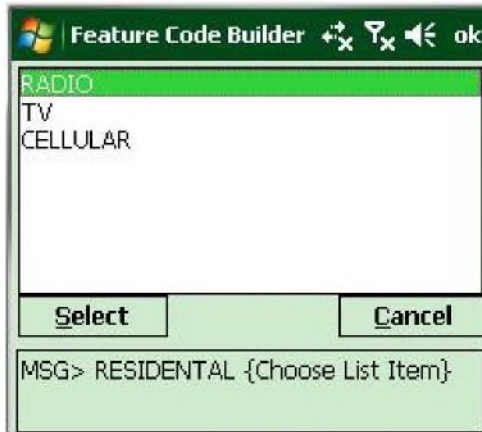 Feature Code Builder ok
RADIO
TV
CELLULAR
Select Cancel
MSG> RESIDENTAL {Choose List Item}